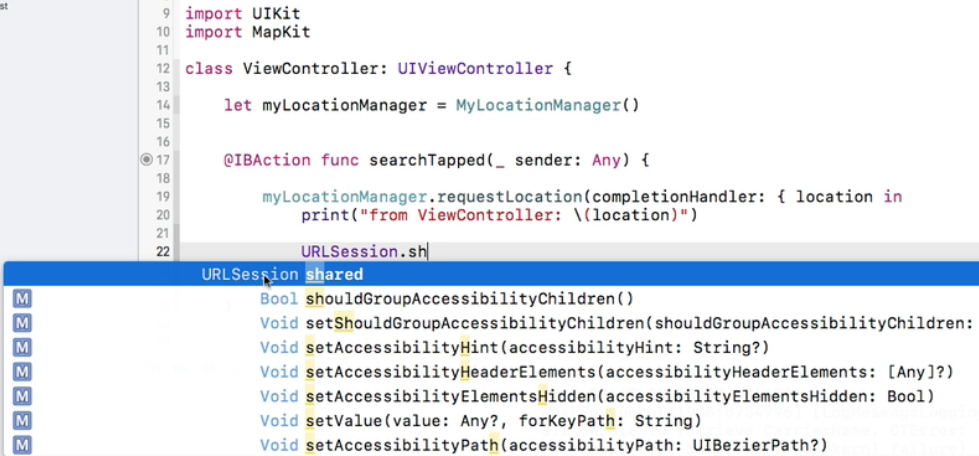 st
9 import UIKit
10 import MapKit
11
12 class ViewController: UIViewController {
13
14 let myLocationManager = MyLocationManager()
15
16
17 @IBAction func searchTapped(_ sender: Any) {
18
19 myLocationManager.requestLocation(completionHandler: { location in
20 print("from ViewController: \(location)")
21
22 URLSession.sh
URLSession shared
M Bool shouldGroupAccessibilityChildren()
M Void setShouldGroupAccessibilityChildren(shouldGroupAccessibilityChildren:
M Void setAccessibilityHint(accessibilityHint: String?)
M Void setAccessibilityHeaderElements(accessibilityHeaderElements: [Any]?)
M Void setAccessibilityElementsHidden(accessibilityElementsHidden: Bool)
M Void setValue(value: Any?, forKeyPath: String)
M Void setAccessibilityPath(accessibilityPath: UIBezierPath?)